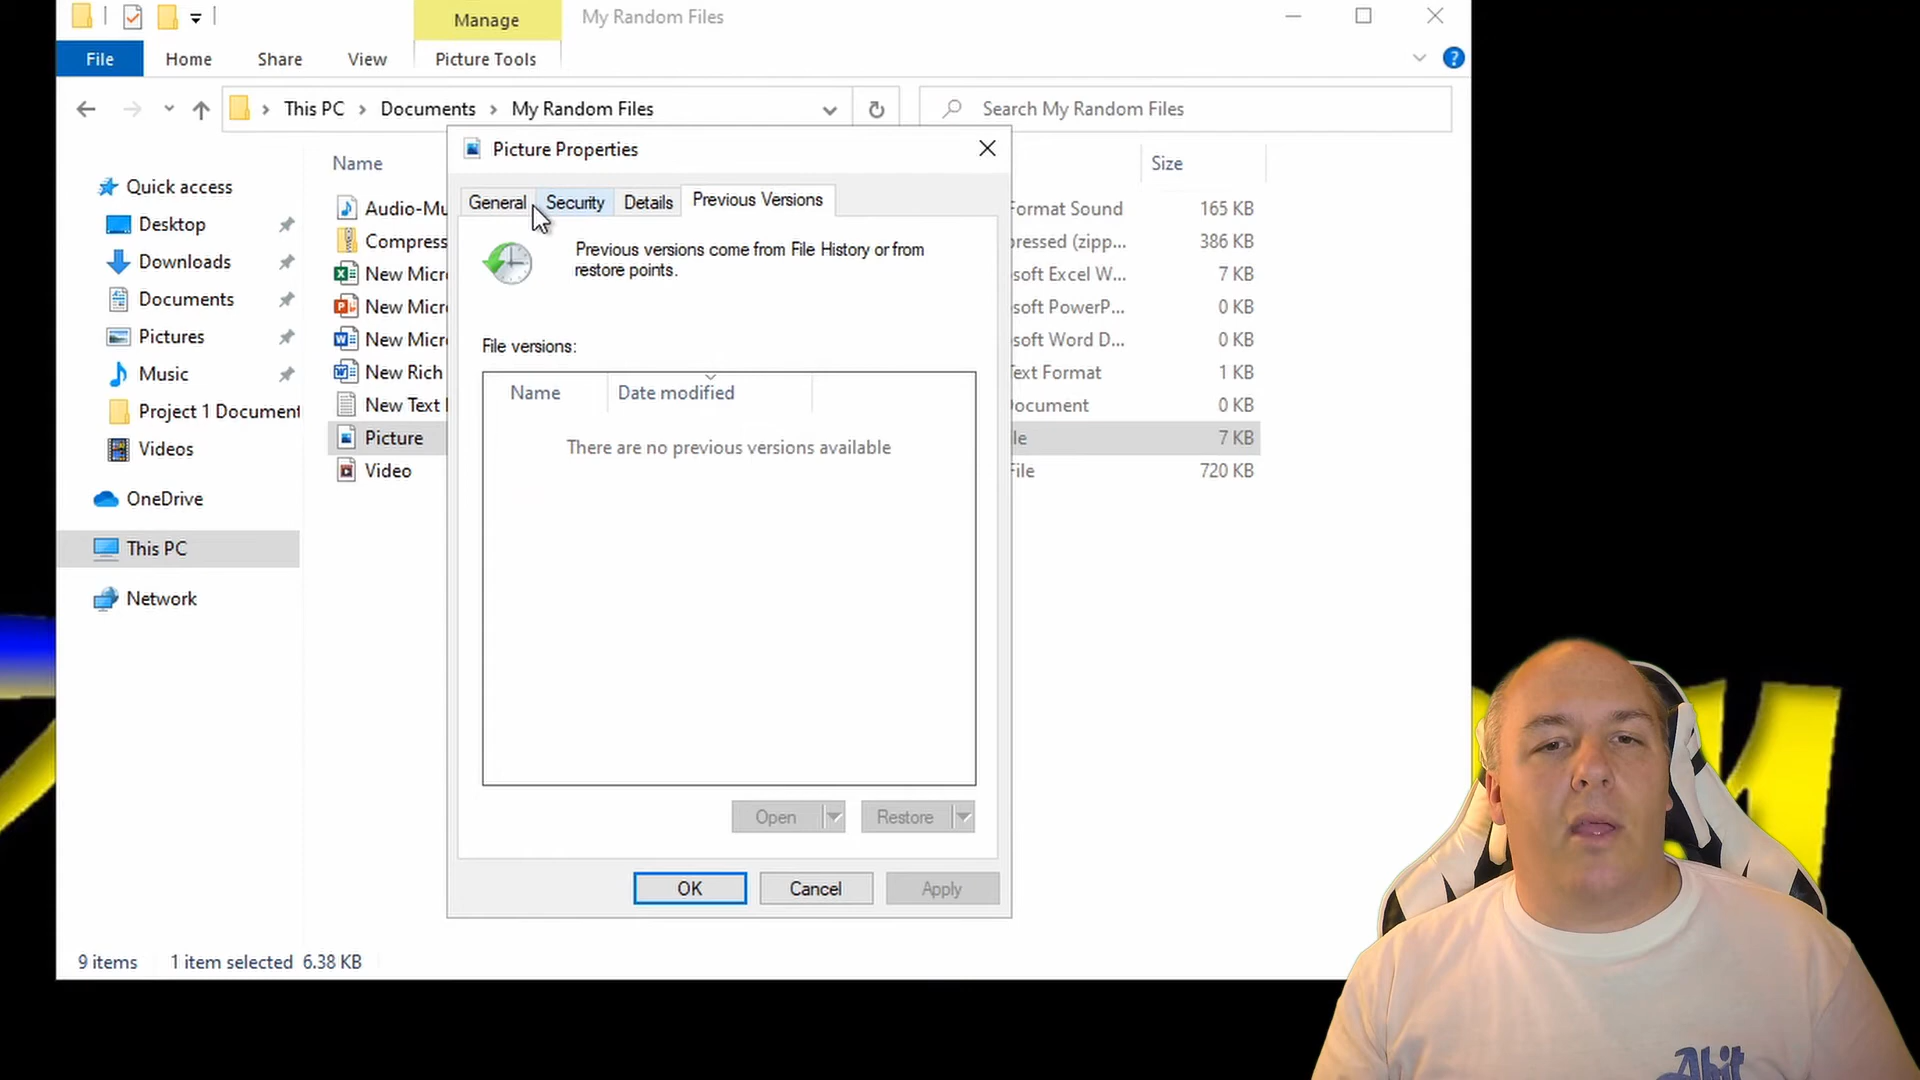 Manage
My Random Files
File
Home
Share
View
Picture Tools
This PC
Documents
My Random Files
Search My Random Files
Name
Size
Quick access
Desktop
Downloads
Documents
Pictures
Music
Project 1 Document
Videos
OneDrive
This PC
Network
Audio-Mu
Format Sound
165 KB
Compress
pressed (zipp...
386 KB
New Micr
soft Excel W...
7 KB
New Micr
soft PowerP...
0 KB
New Micr
soft Word D...
0 KB
New Rich
Text Format
1 KB
New Text
Document
0 KB
Picture
ile
7 KB
Video
File
720 KB
Picture Properties
General
Security
Details
Previous Versions
Previous versions come from File History or from
restore points.
File versions:
Name
Date modified
There are no previous versions available
Open
Restore
OK
Cancel
Apply
9 items
1 item selected 6.38 KB